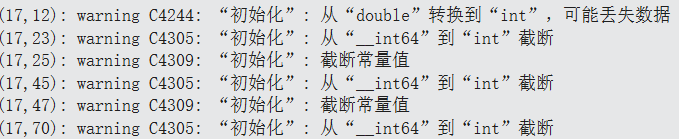 (17,12): warning C4244: “初始化”: 从“double”转换到“int”，可能丢失数据
(17,23): warning C4305: “初始化”: 从“__int64”到“int”截断
(17,25): warning C4309: “初始化”: 截断常量值
(17,45): warning C4305: “初始化”: 从“__int64”到“int”截断
(17,47): warning C4309: “初始化”: 截断常量值
(17,70): warning C4305: “初始化”: 从“__int64”到“int”截断